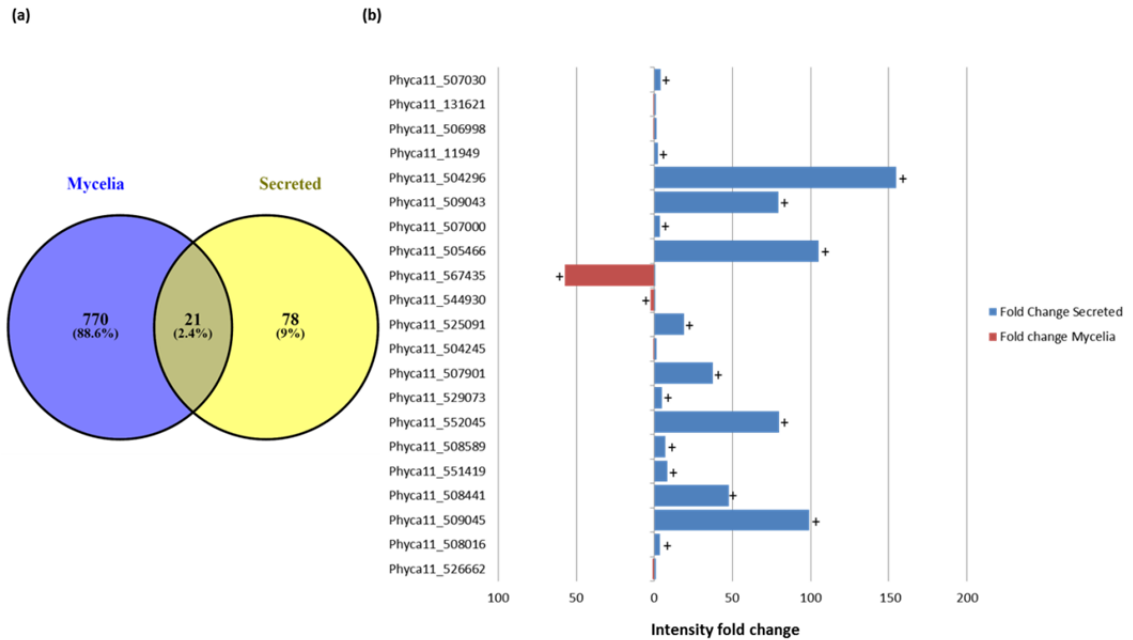 (a)
(b)
Mycelia
Secreted
770
(88.6%)
21
(2.4%)
78
(9%)
Phyca11_507030 +
Phyca11_131621
Phyca11_506998
Phyca11_11949 +
Phyca11_504296 +
Phyca11_509043 +
Phyca11_507000 +
Phyca11_505466 +
Phyca11_567435 +
Phyca11_544930 +
Phyca11_525091 +
Phyca11_504245
Phyca11_507901 +
Phyca11_529073 +
Phyca11_552045 +
Phyca11_508589 +
Phyca11_551419 +
Phyca11_508441 +
Phyca11_509045 +
Phyca11_508016 +
Phyca11_526662
100 50 0 50 100 150 200
Intensity fold change
Fold Change Secreted
Fold change Mycelia